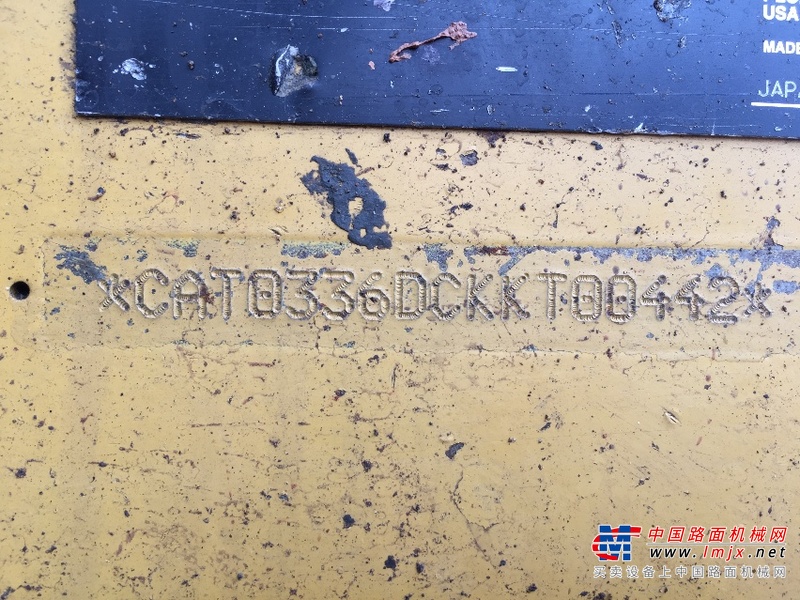 USA
MADE
JAPA
*CAT0336DCKKT00442*
CM
中国路面机械网
www.lmjx.net
买卖设备上中国路面机械网